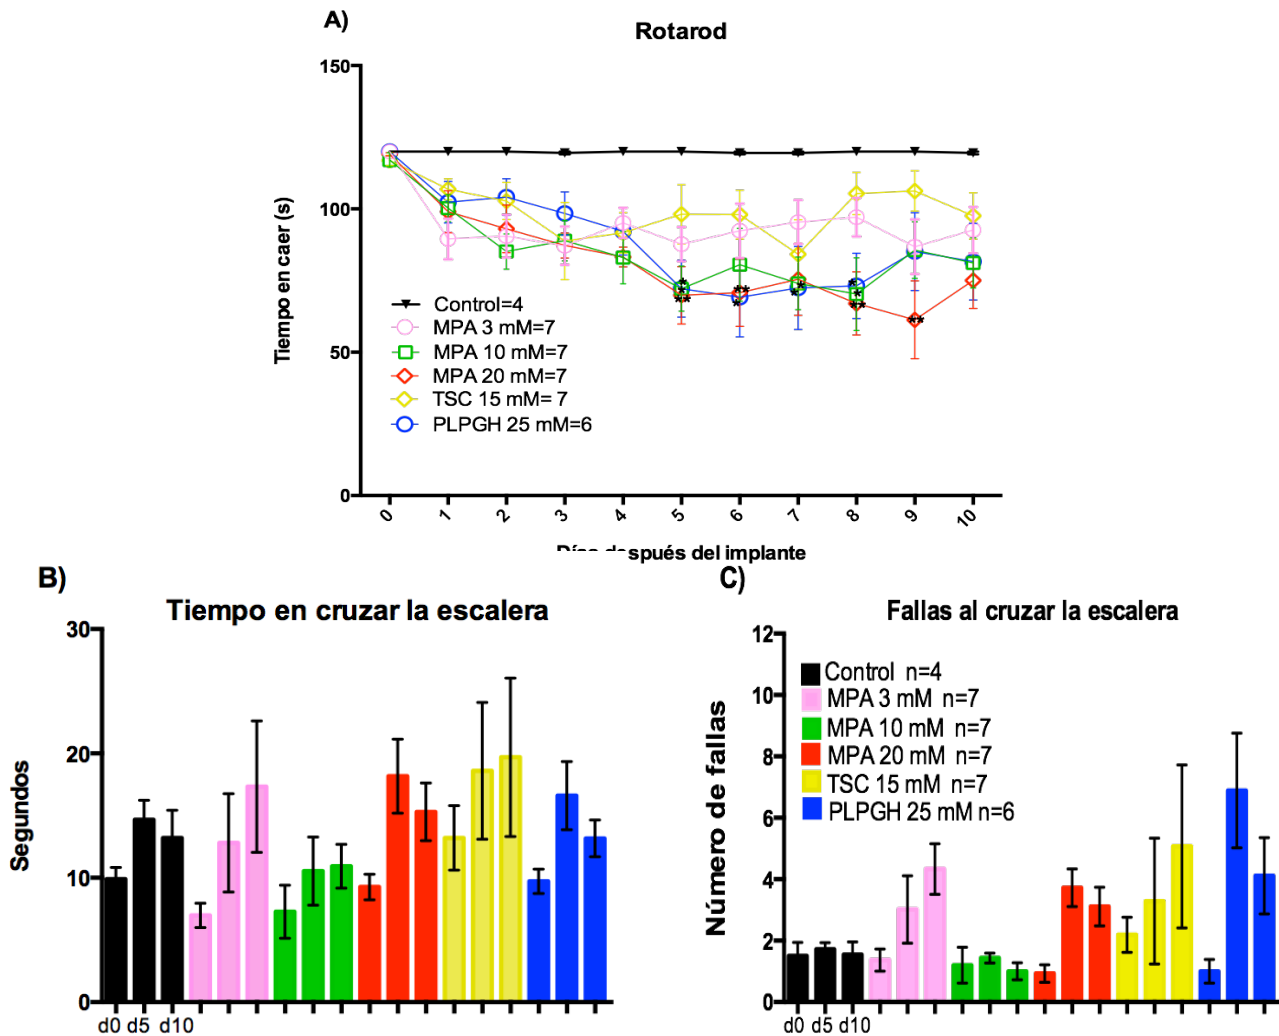 A)
Rotarod
Tiempo en caer (s)
150
100
50
0
Control=4
MPA 3 mM=7
MPA 10 mM=7
MPA 20 mM=7
TSC 15 mM= 7
PLPGH 25 mM=6
0 1 2 3 4 5 6 7 8 9 10
Días después del implante
B)
Tiempo en cruzar la escalera
Segundos
30
20
10
0
d0 d5 d10
C)
Fallas al cruzar la escalera
Número de fallas
12
10
8
6
4
2
0
Control n=4
MPA 3 mM n=7
MPA 10 mM n=7
MPA 20 mM n=7
TSC 15 mM n=7
PLPGH 25 mM n=6
d0 d5 d10